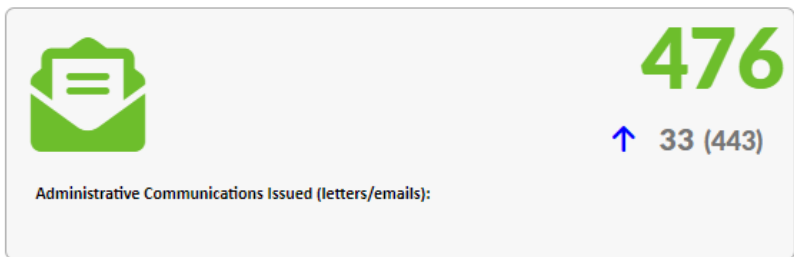 476
↑ 33 (443)
Administrative Communications Issued (letters/emails):